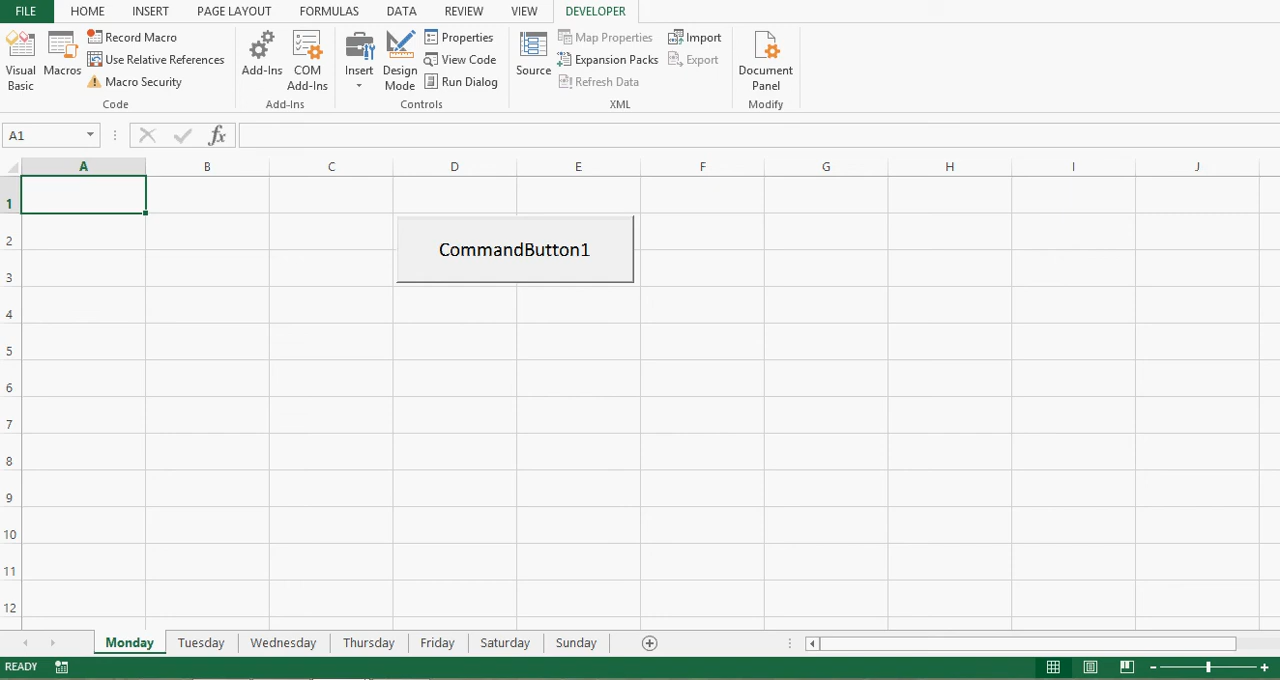 FILE HOME INSERT PAGE LAYOUT FORMULAS DATA REVIEW VIEW DEVELOPER
Visual Basic
Macros
Record Macro
Use Relative References
Macro Security
Code
Add-Ins
COM Add-Ins
Add-Ins
Insert
Design Mode
Properties
View Code
Run Dialog
Controls
Source
Map Properties
Expansion Packs
Refresh Data
Import
Export
XML
Document Panel
Modify
A1 fx
A B C D E F G H I J
1
2
CommandButton1
3
4
5
6
7
8
9
10
11
12
Monday Tuesday Wednesday Thursday Friday Saturday Sunday
READY